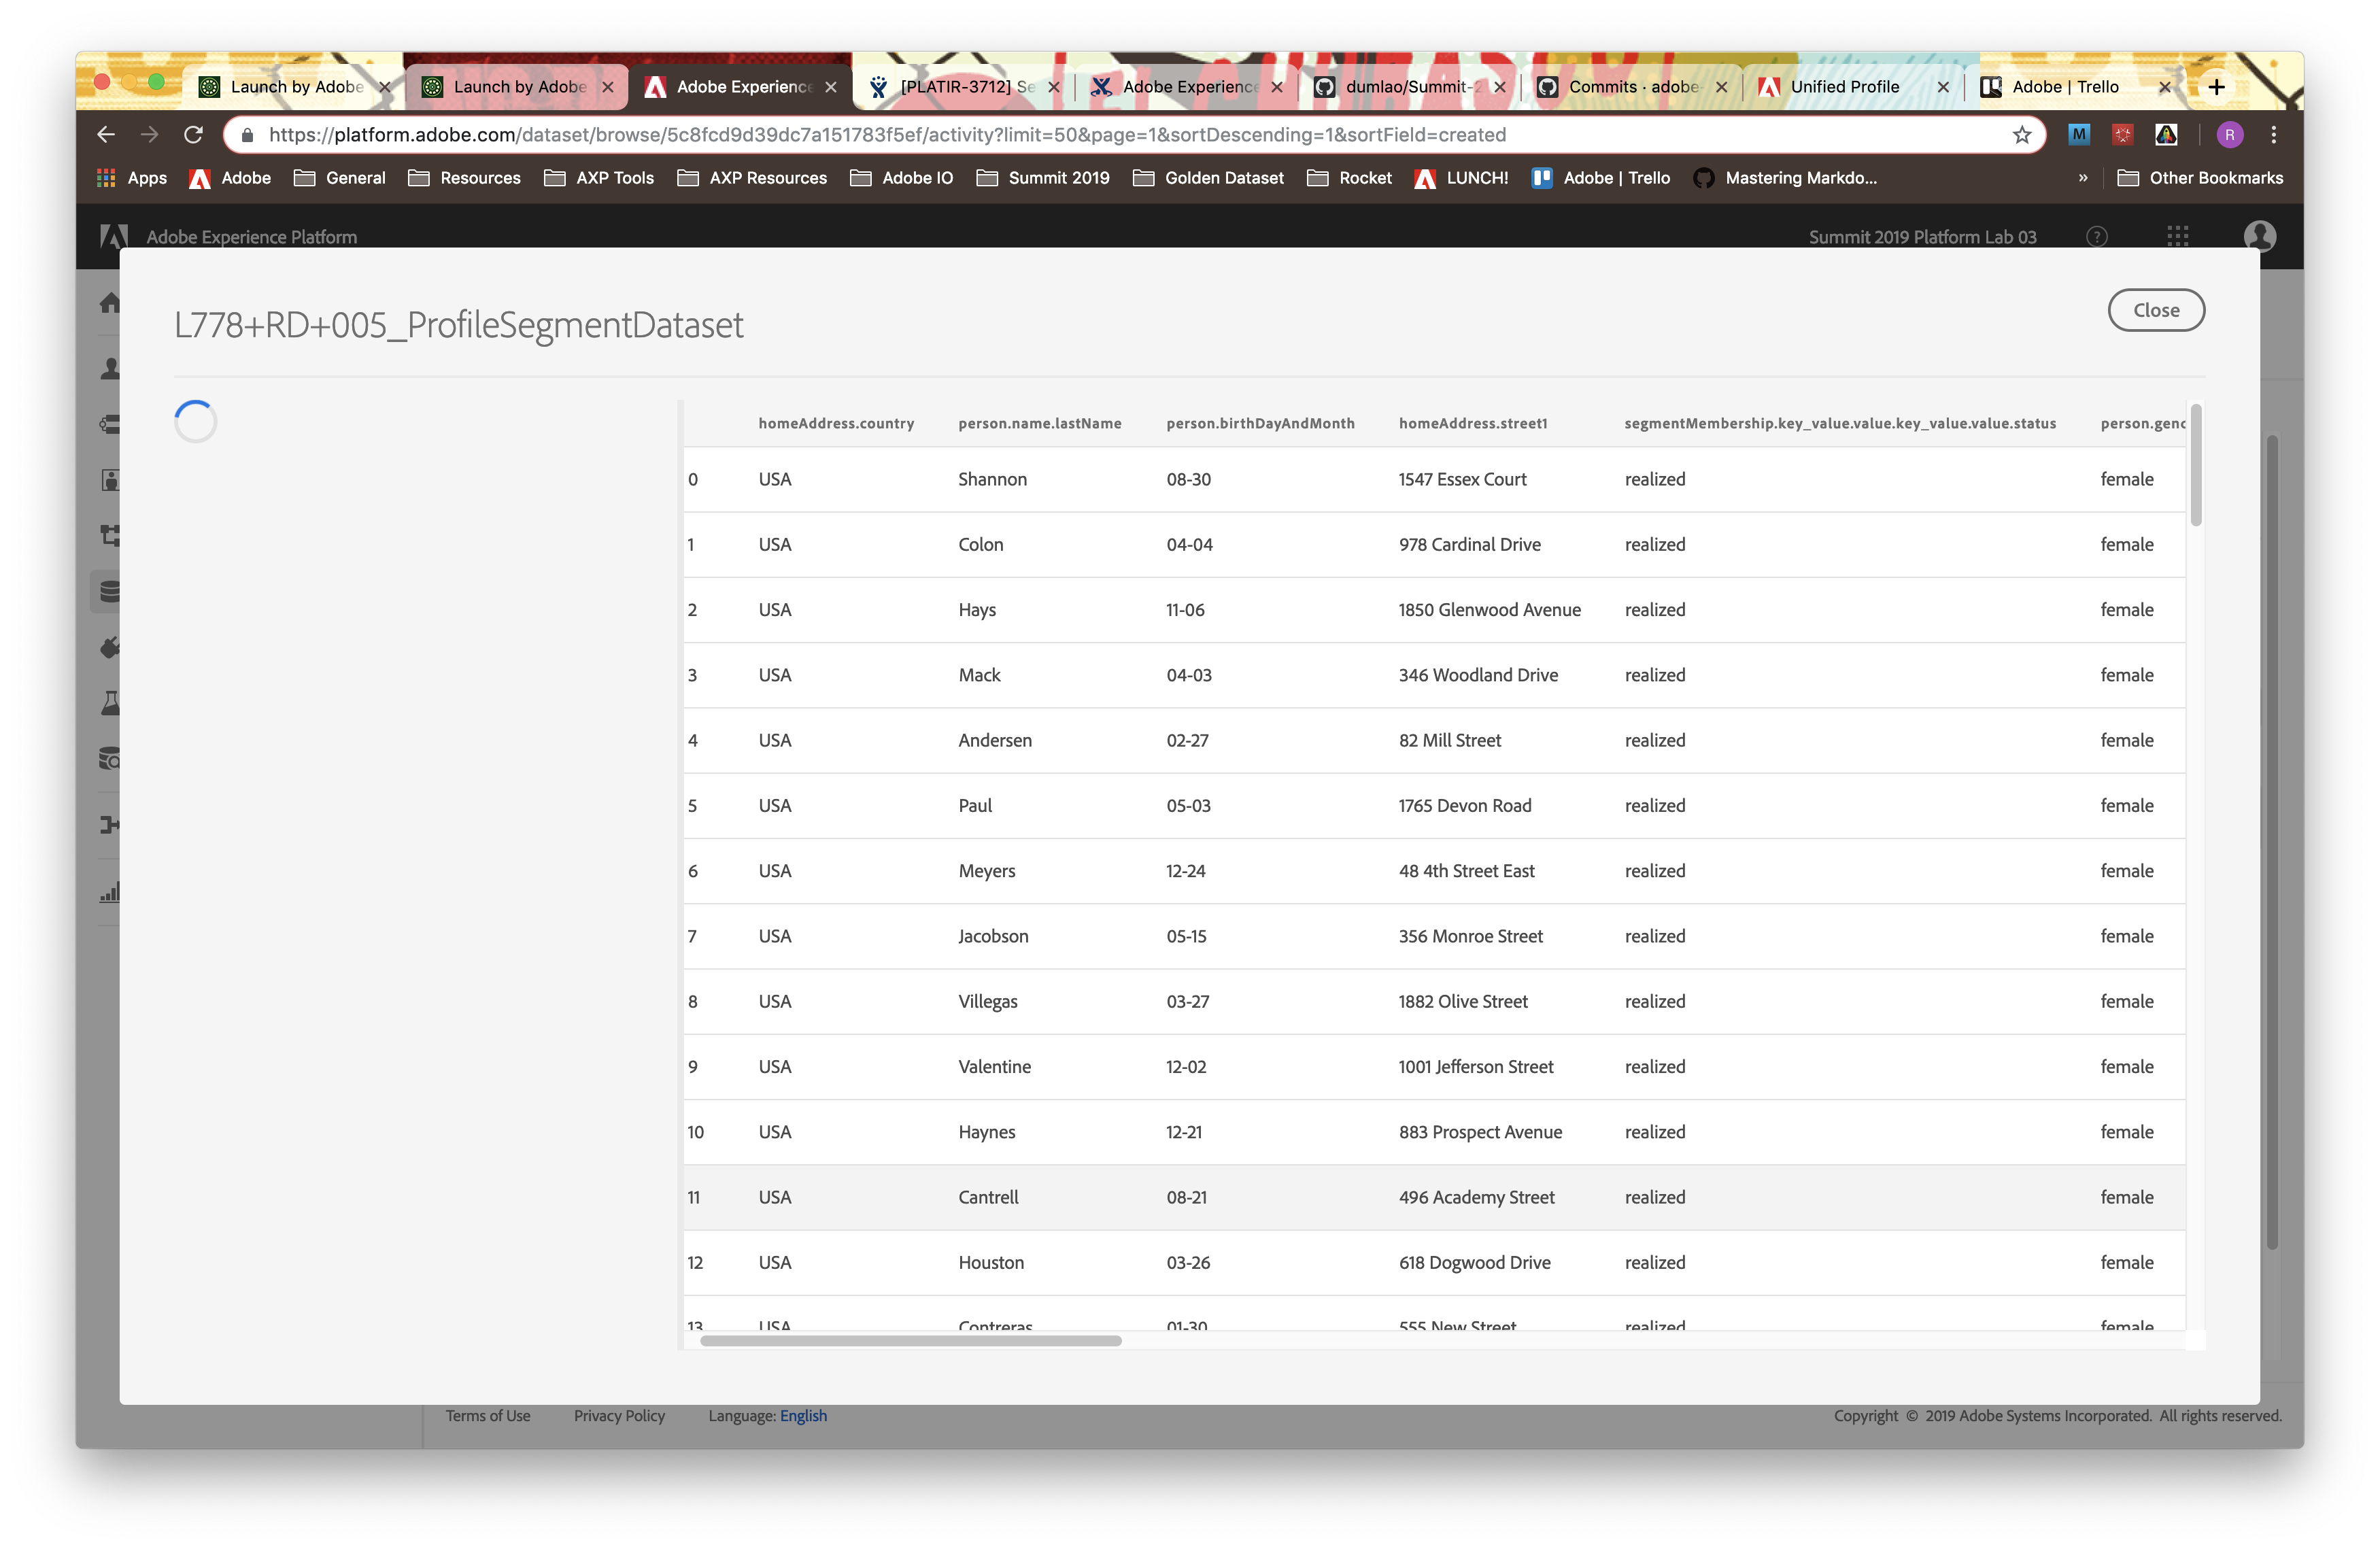 Launch by Adobe
Launch by Adobe
Adobe Experience
[PLATIR-3712] Se
Adobe Experience
dumlao/Summit-2
Commits · adobe-
Unified Profile
Adobe | Trello
https://platform.adobe.com/dataset/browse/5c8fcd9d39dc7a151783f5ef/activity?limit=50&page=1&sortDescending=1&sortField=created
M
R
Apps Adobe General Resources AXP Tools AXP Resources Adobe IO Summit 2019 Golden Dataset Rocket LUNCH! Adobe | Trello Mastering Markdo... » Other Bookmarks
Adobe Experience Platform Summit 2019 Platform Lab 03 ?
L778+RD+005_ProfileSegmentDataset
Close
homeAddress.country person.name.lastName person.birthDayAndMonth homeAddress.street1 segmentMembership.key_value.value.key_value.value.status person.genc
0 USA Shannon 08-30 1547 Essex Court realized female
1 USA Colon 04-04 978 Cardinal Drive realized female
2 USA Hays 11-06 1850 Glenwood Avenue realized female
3 USA Mack 04-03 346 Woodland Drive realized female
4 USA Andersen 02-27 82 Mill Street realized female
5 USA Paul 05-03 1765 Devon Road realized female
6 USA Meyers 12-24 48 4th Street East realized female
7 USA Jacobson 05-15 356 Monroe Street realized female
8 USA Villegas 03-27 1882 Olive Street realized female
9 USA Valentine 12-02 1001 Jefferson Street realized female
10 USA Haynes 12-21 883 Prospect Avenue realized female
11 USA Cantrell 08-21 496 Academy Street realized female
12 USA Houston 03-26 618 Dogwood Drive realized female
13 USA Contreras 01-30 555 New Street realized female
Terms of Use Privacy Policy Language: English Copyright © 2019 Adobe Systems Incorporated. All rights reserved.